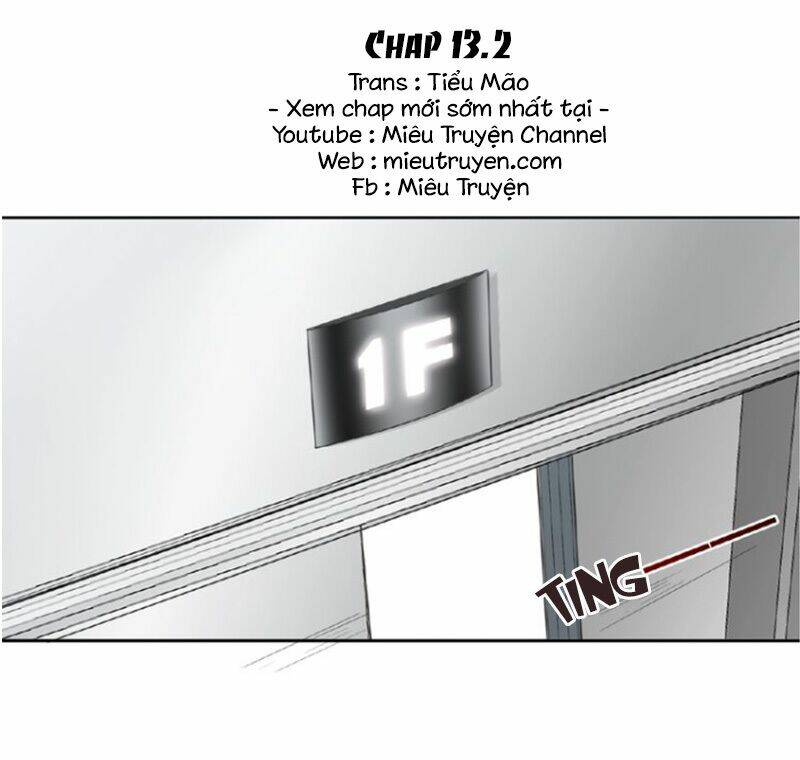 CHAP 13.2
Trans : Tiểu Mão
- Xem chap mới sớm nhất tại -
Youtube : Miêu Truyện Channel
Web : mieutruyen.com
Fb : Miêu Truyện
1F
TING